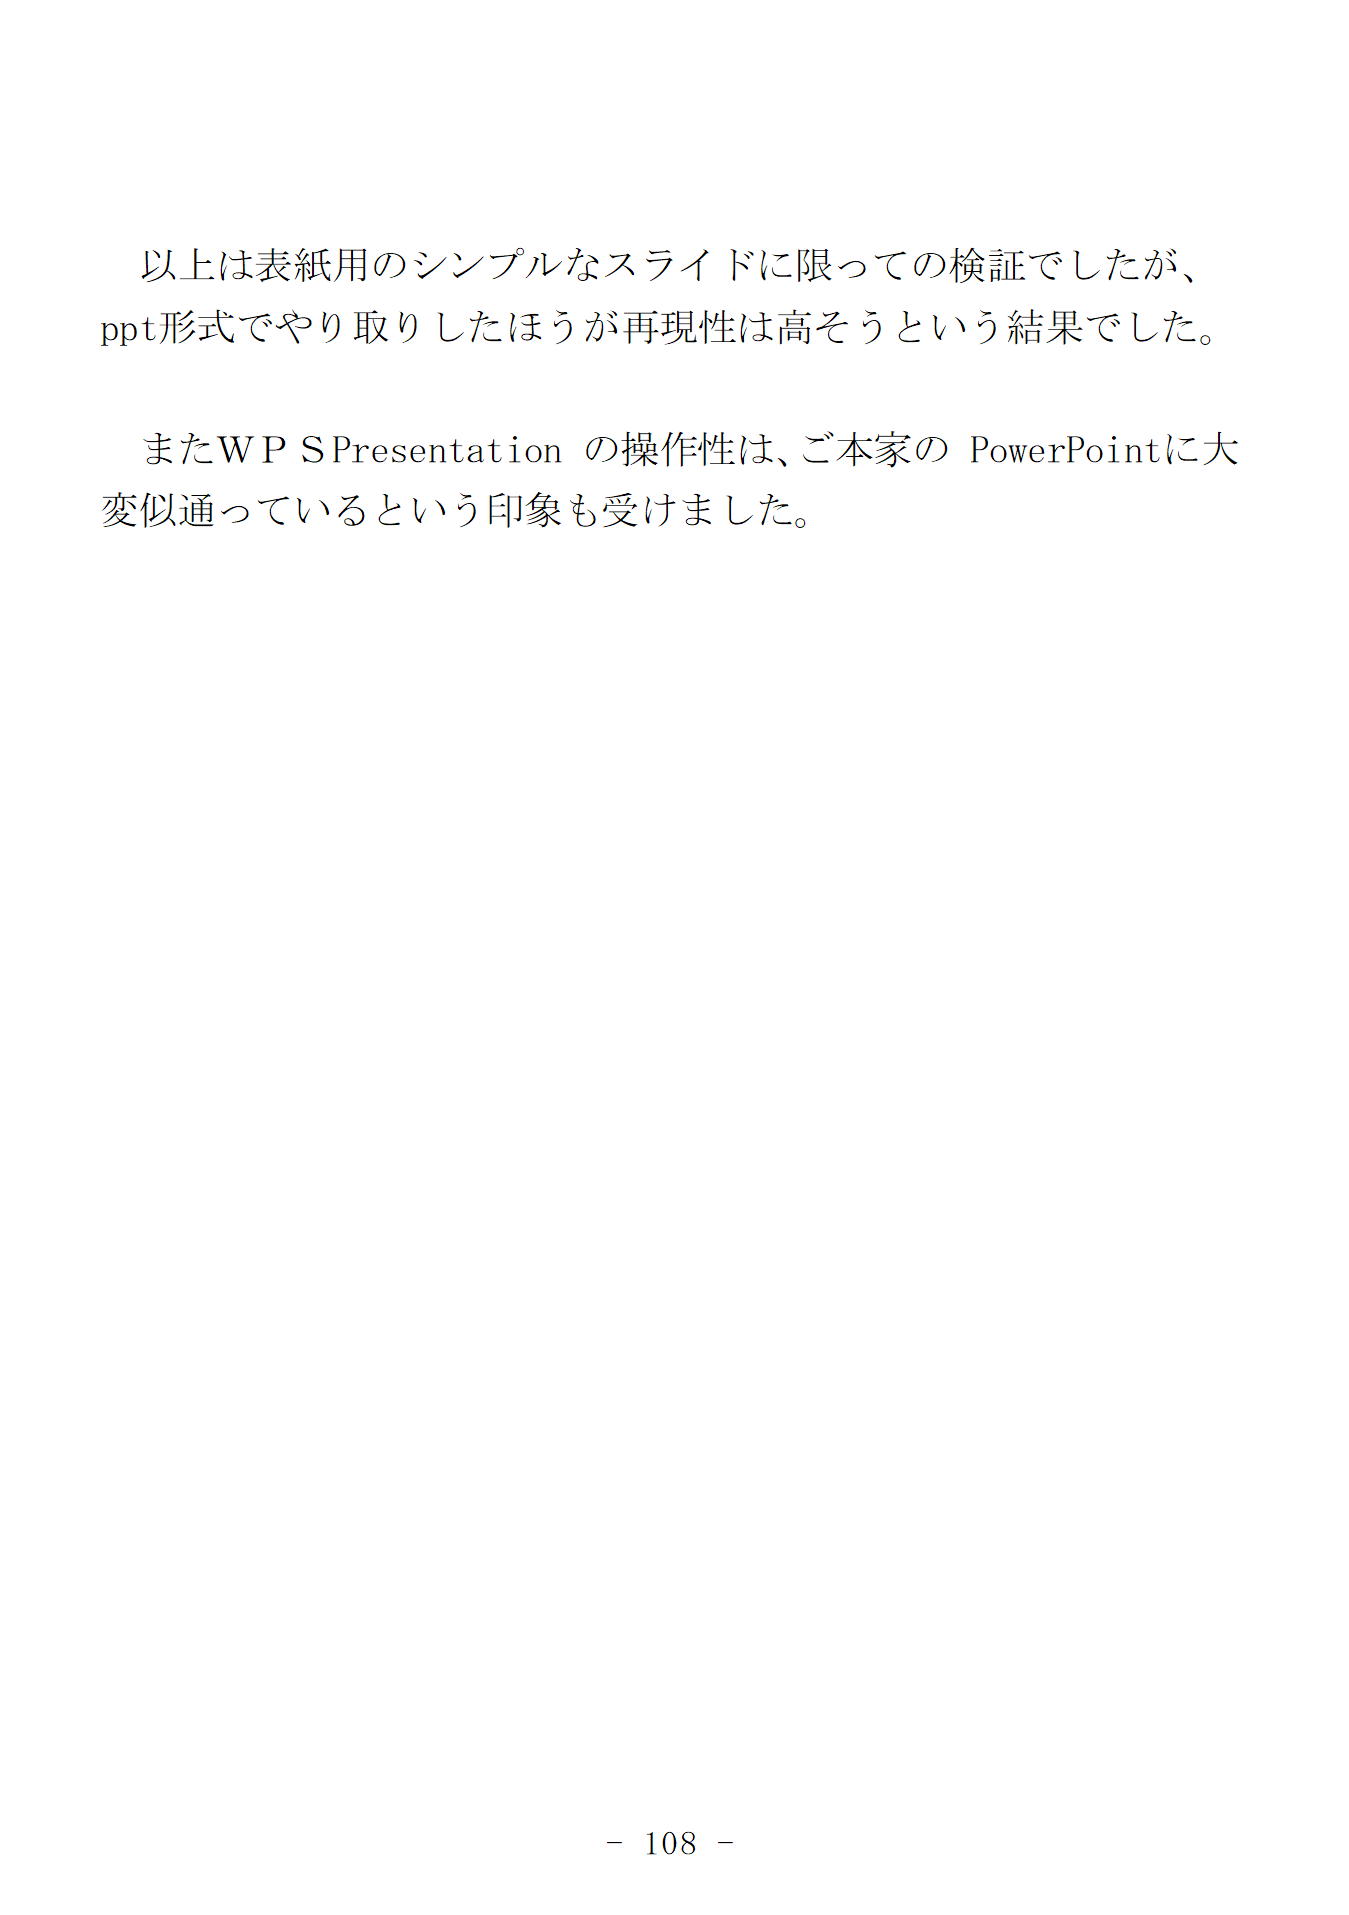 以上は表紙用のシンプルなスライドに限っての検証でしたが、
ppt形式でやり取りしたほうが再現性は高そうという結果でした。
　またＷＰＳPresentation の操作性は、ご本家の PowerPointに大
変似通っているという印象も受けました。
- 108 -